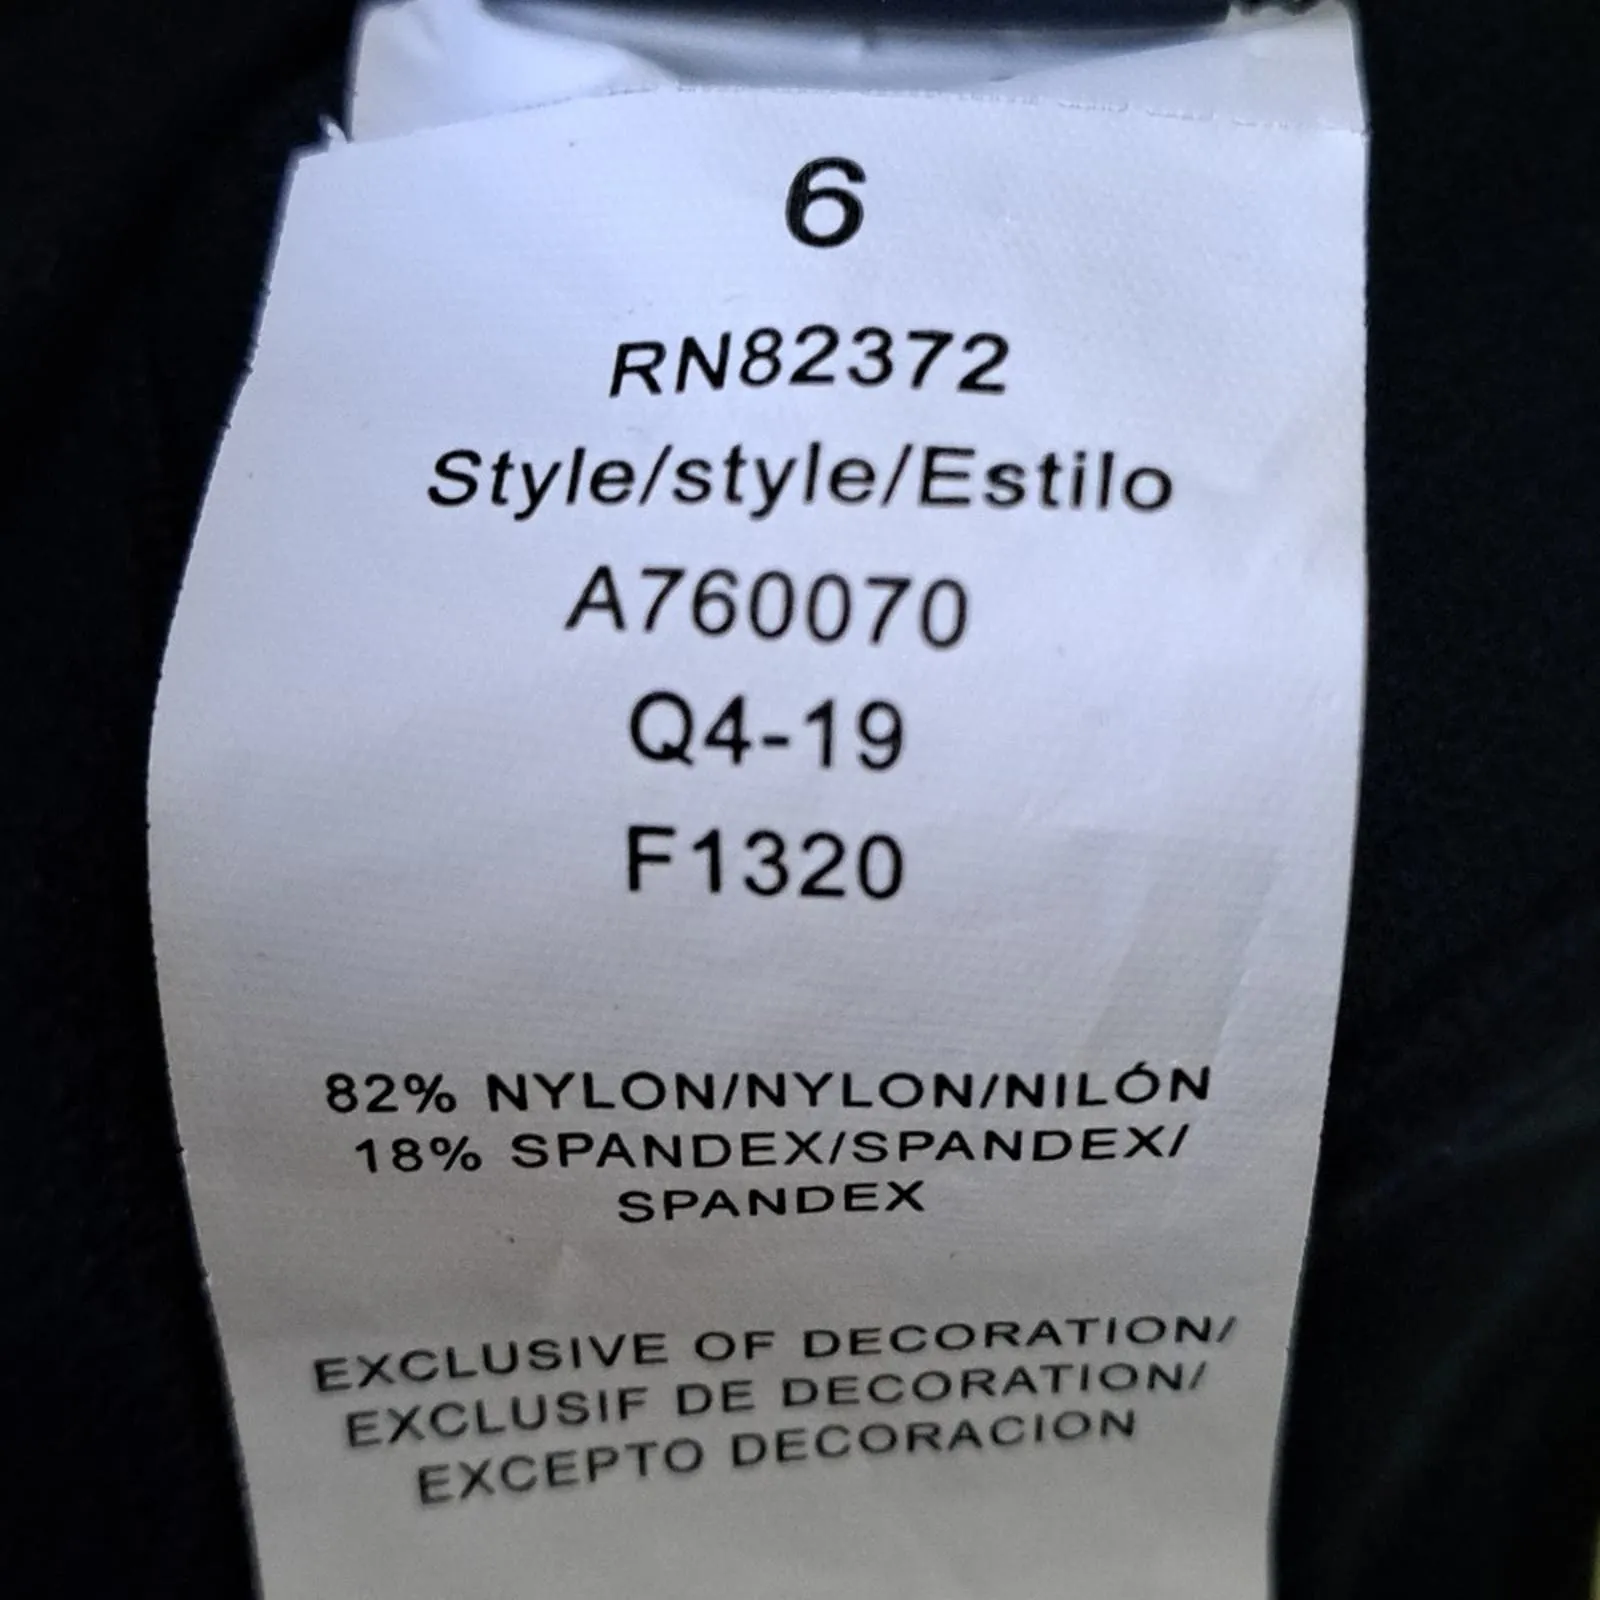 6
RN82372
Style/style/Estilo
A760070
Q4-19
F1320
82% NYLON/NYLON/NILÓN
18% SPANDEX/SPANDEX/
SPANDEX
EXCLUSIVE OF DECORATION/
EXCLUSIF DE DECORATION/
EXCEPTO DECORACION